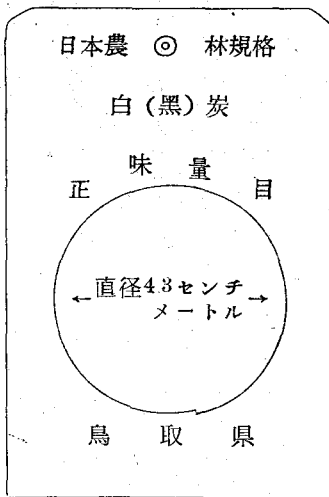 日本農◎林規格
白(黒)炭
正味量目
←直径4.3センチメートル→
鳥取県